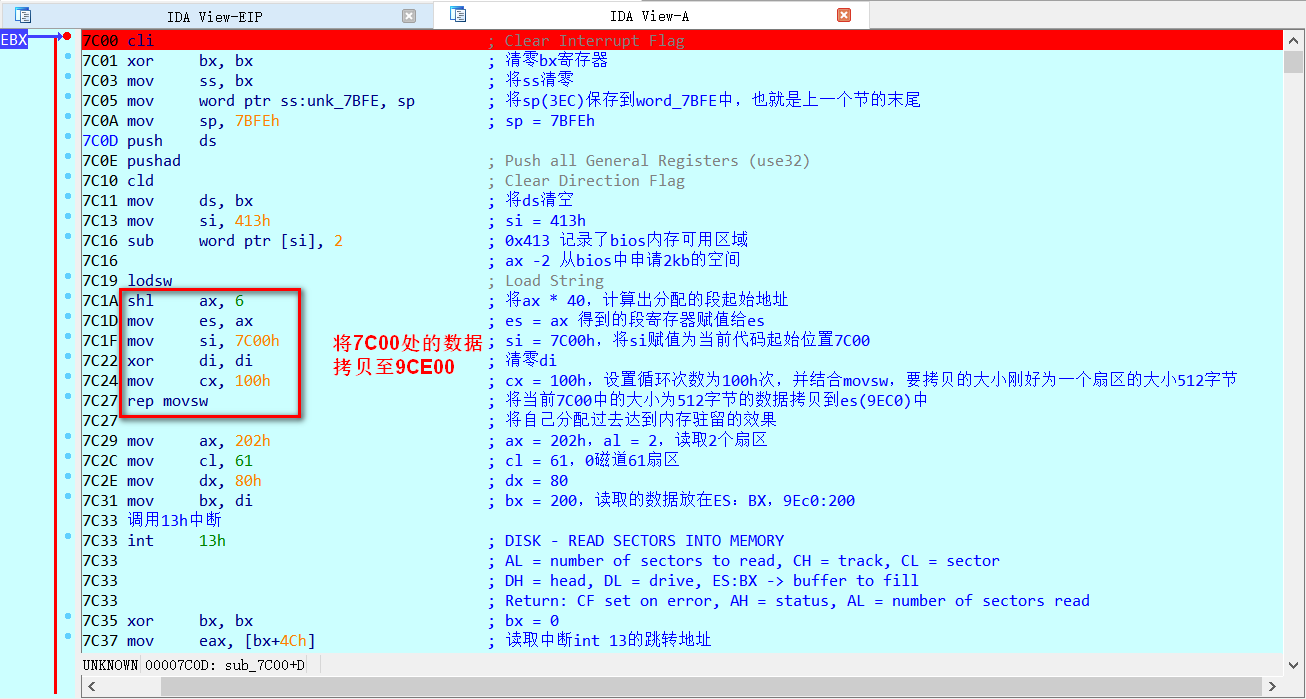 IDA View-EIP
IDA View-A
EBX
7C00 cli ; Clear Interrupt Flag
7C01 xor bx, bx ; 清零bx寄存器
7C03 mov ss, bx ; 将ss清零
7C05 mov word ptr ss:unk_7BFE, sp ; 将sp(3EC)保存到word_7BFE中，也就是上一个节的末尾
7C0A mov sp, 7BFEh ; sp = 7BFEh
7C0D push ds
7C0E pushad ; Push all General Registers (use32)
7C10 cld ; Clear Direction Flag
7C11 mov ds, bx ; 将ds清空
7C13 mov si, 413h ; si = 413h
7C16 sub word ptr [si], 2 ; 0x413 记录了bios内存可用区域
7C16 ; ax -2 从bios中申请2kb的空间
7C19 lodsw ; Load String
7C1A shl ax, 6 ; 将ax * 40，计算出分配的段起始地址
7C1D mov es, ax ; es = ax 得到的段寄存器赋值给es
7C1F mov si, 7C00h ; si = 7C00h，将si赋值为当前代码起始位置7C00
7C22 xor di, di ; 清零di
7C24 mov cx, 100h ; cx = 100h，设置循环次数为100h次，并结合movsw，要拷贝的大小刚好为一个扇区的大小512字节
7C27 rep movsw ; 将当前7C00中的大小为512字节的数据拷贝到es(9EC0)中
7C27 ; 将自己分配过去达到内存驻留的效果
将7C00处的数据
拷贝至9CE00
7C29 mov ax, 202h ; ax = 202h，al = 2，读取2个扇区
7C2C mov cl, 61 ; cl = 61，0磁道61扇区
7C2E mov dx, 80h ; dx = 80
7C31 mov bx, di ; bx = 200，读取的数据放在ES：BX，9Ec0:200
7C33 调用13h中断
7C33 int 13h ; DISK - READ SECTORS INTO MEMORY
7C33 ; AL = number of sectors to read, CH = track, CL = sector
7C33 ; DH = head, DL = drive, ES:BX -> buffer to fill
7C33 ; Return: CF set on error, AH = status, AL = number of sectors read
7C35 xor bx, bx ; bx = 0
7C37 mov eax, [bx+4Ch] ; 读取中断int 13的跳转地址
UNKNOWN 00007C0D: sub_7C00+D